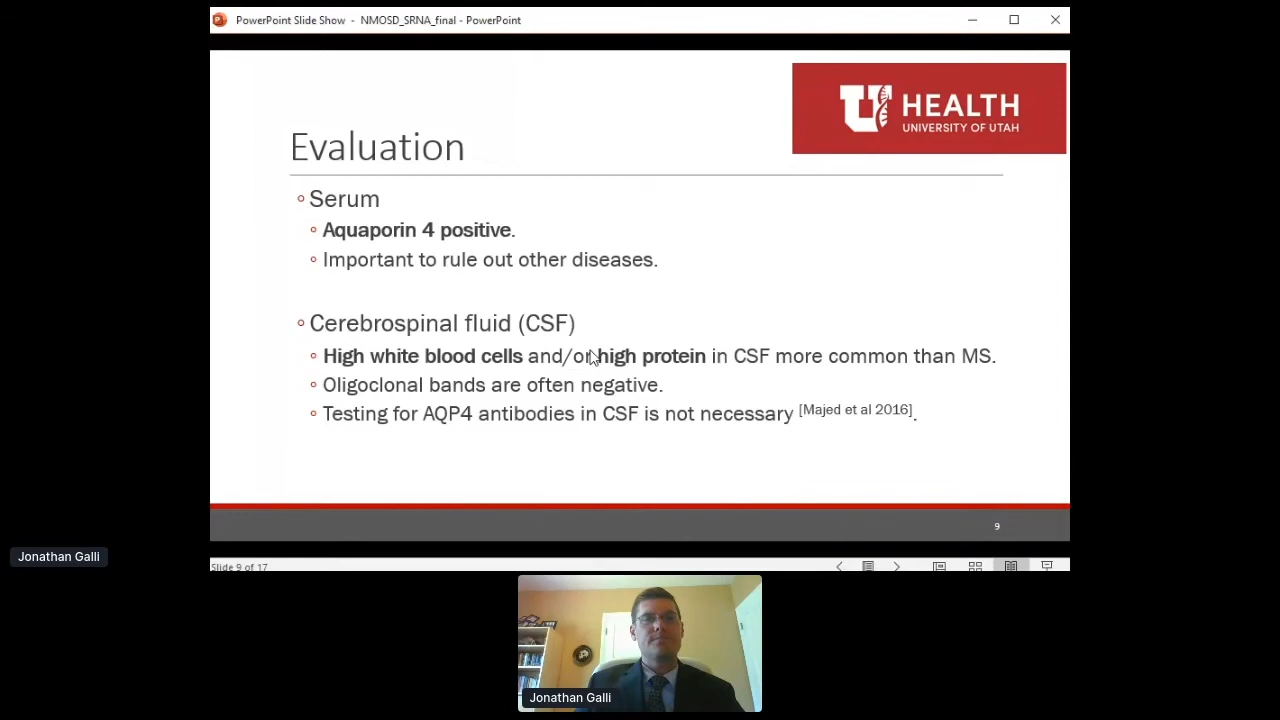 PowerPoint Slide Show - NMOSD_SRNA_final - PowerPoint
U HEALTH
UNIVERSITY OF UTAH
Evaluation
Serum
Aquaporin 4 positive.
Important to rule out other diseases.
Cerebrospinal fluid (CSF)
High white blood cells and/or high protein in CSF more common than MS.
Oligoclonal bands are often negative.
Testing for AQP4 antibodies in CSF is not necessary [Majed et al 2016].
9
Jonathan Galli
Slide 9 of 17
Jonathan Galli